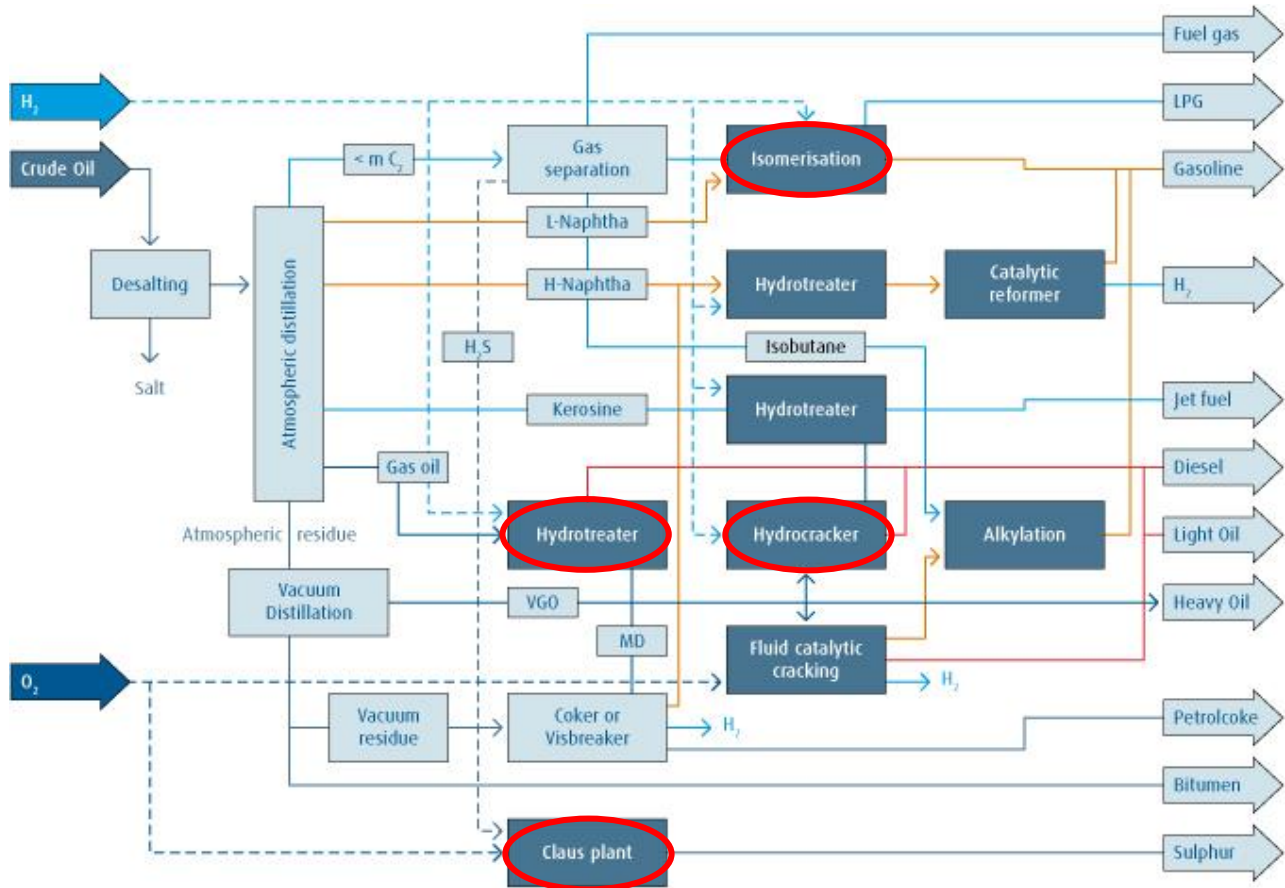 Fuel gas
H₂
LPG
Crude Oil
< m C₂
Gas
separation
Isomerisation
Gasoline
L-Naphtha
Desalting
Atmospheric distillation
H-Naphtha
Hydrotreater
Catalytic
reformer
H₂
H₂S
Isobutane
Salt
Kerosine
Hydrotreater
Jet fuel
Gas oil
Diesel
Atmospheric residue
Hydrotreater
Hydrocracker
Alkylation
Light Oil
Vacuum
Distillation
VGO
Heavy Oil
MD
Fluid catalytic
cracking
O₂
H₂
Vacuum
residue
Coker or
Visbreaker
H₂
Petrolcoke
Bitumen
Claus plant
Sulphur